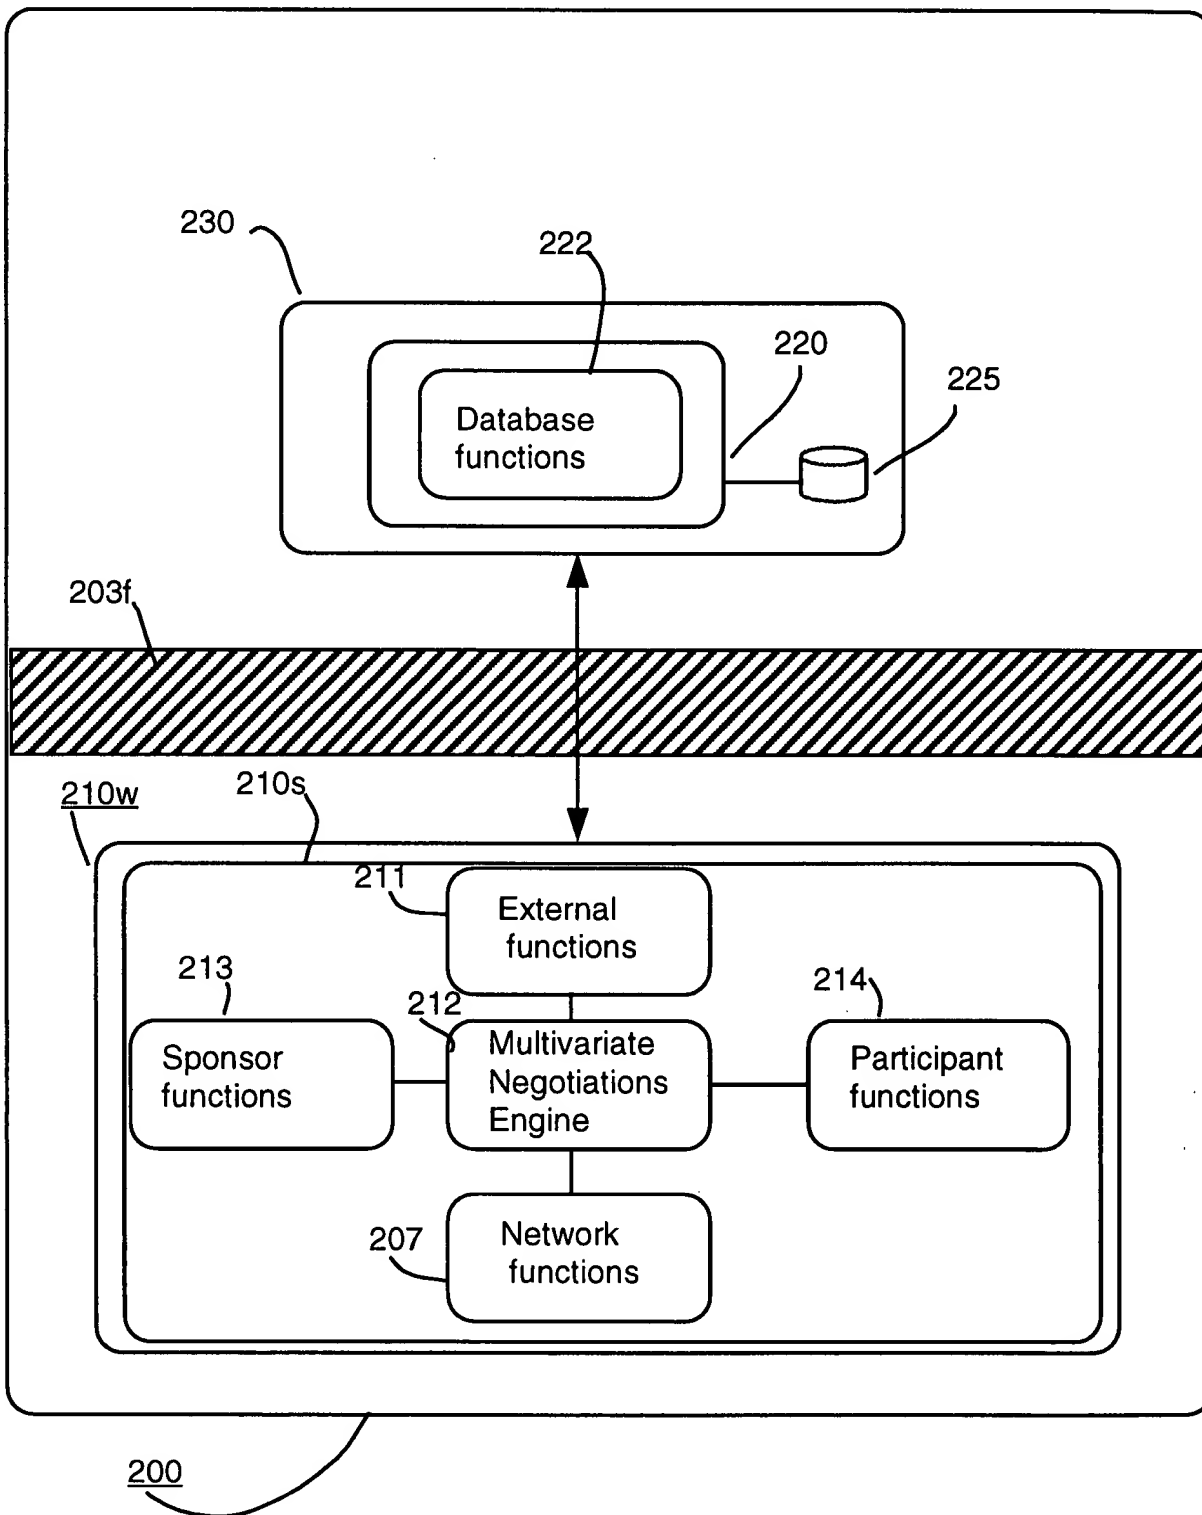 230
222
220
225
Database
functions
203f
210w
210s
211
External
functions
213
212
214
Sponsor
functions
Multivariate
Negotiations
Engine
Participant
functions
207
Network
functions
200